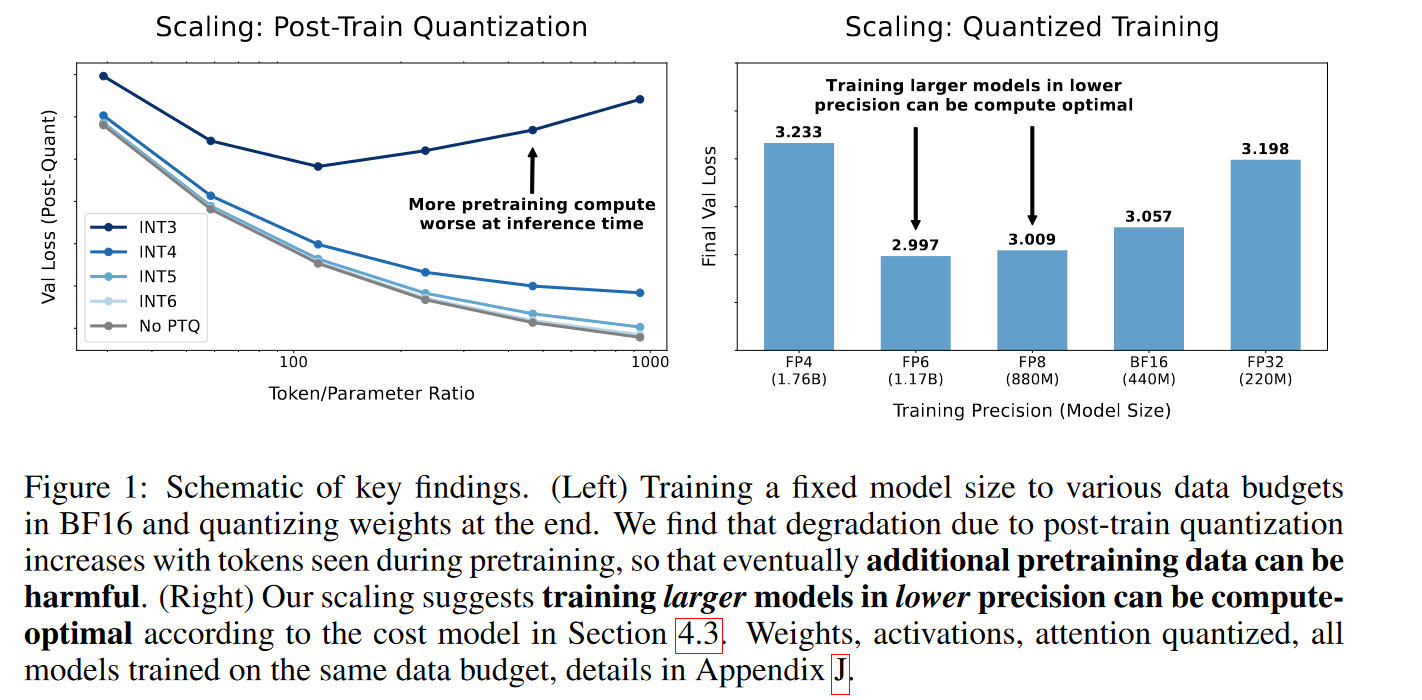 Scaling: Post-Train Quantization
Val Loss (Post-Quant)
More pretraining compute
worse at inference time
INT3
INT4
INT5
INT6
No PTQ
100
1000
Token/Parameter Ratio
Scaling: Quantized Training
Final Val Loss
Training larger models in lower
precision can be compute optimal
3.233
2.997
3.009
3.057
3.198
FP4 FP6 FP8 BF16 FP32
(1.76B) (1.17B) (880M) (440M) (220M)
Training Precision (Model Size)
Figure 1: Schematic of key findings. (Left) Training a fixed model size to various data budgets
in BF16 and quantizing weights at the end. We find that degradation due to post-train quantization
increases with tokens seen during pretraining, so that eventually additional pretraining data can be
harmful. (Right) Our scaling suggests training larger models in lower precision can be compute-
optimal according to the cost model in Section 4.3. Weights, activations, attention quantized, all
models trained on the same data budget, details in Appendix J.